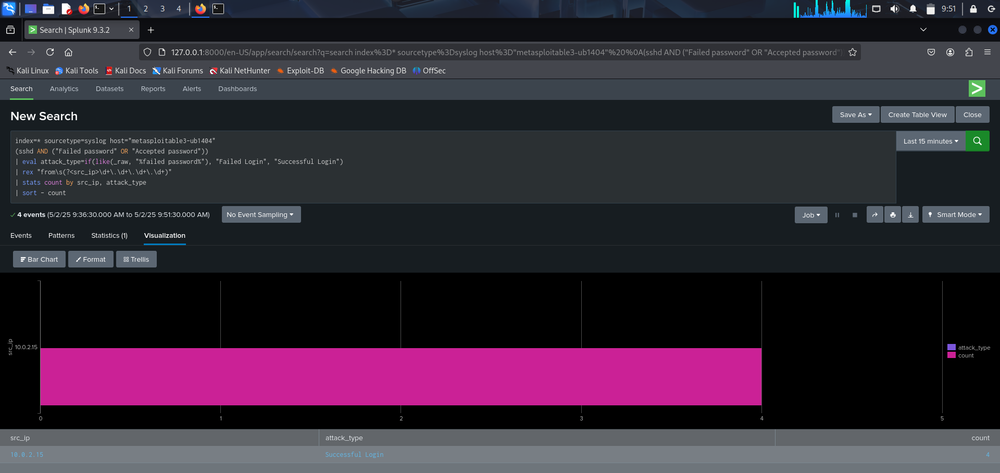 1 2 3 4 9:51
Search | Splunk 9.3.2
127.0.0.1:8000/en-US/app/search/search?q=search index%3D* sourcetype%3Dsyslog host%3D"metasploitable3-ub1404"%20%0A(sshd AND ("Failed password" OR "Accepted password"))
Kali Linux Kali Tools Kali Docs Kali Forums Kali NetHunter Exploit-DB Google Hacking DB OffSec
Search Analytics Datasets Reports Alerts Dashboards
New Search Save As Create Table View Close
index=* sourcetype=syslog host="metasploitable3-ub1404" Last 15 minutes
(sshd AND ("Failed password" OR "Accepted password"))
| eval attack_type=if(like(_raw, "%failed password%"), "Failed Login", "Successful Login")
| rex "from\s(?<src_ip>\d+\.\d+\.\d+\.\d+)"
| stats count by src_ip, attack_type
| sort - count
4 events (5/2/25 9:36:30.000 AM to 5/2/25 9:51:30.000 AM) No Event Sampling Job Smart Mode
Events Patterns Statistics (1) Visualization
Bar Chart Format Trellis
src_ip
10.0.2.15
attack_type
count
0 1 2 3 4 5
src_ip attack_type count
10.0.2.15 Successful Login 4